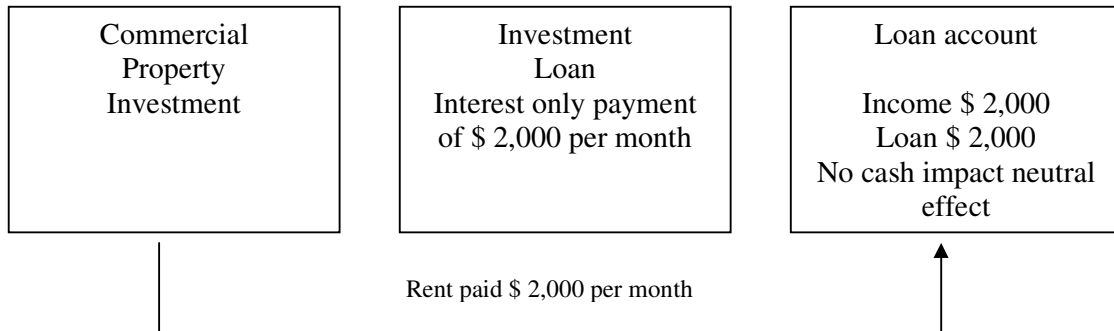 Commercial
Property
Investment
Investment
Loan
Interest only payment
of $ 2,000 per month
Loan account
Income $ 2,000
Loan $ 2,000
No cash impact neutral
effect
Rent paid $ 2,000 per month